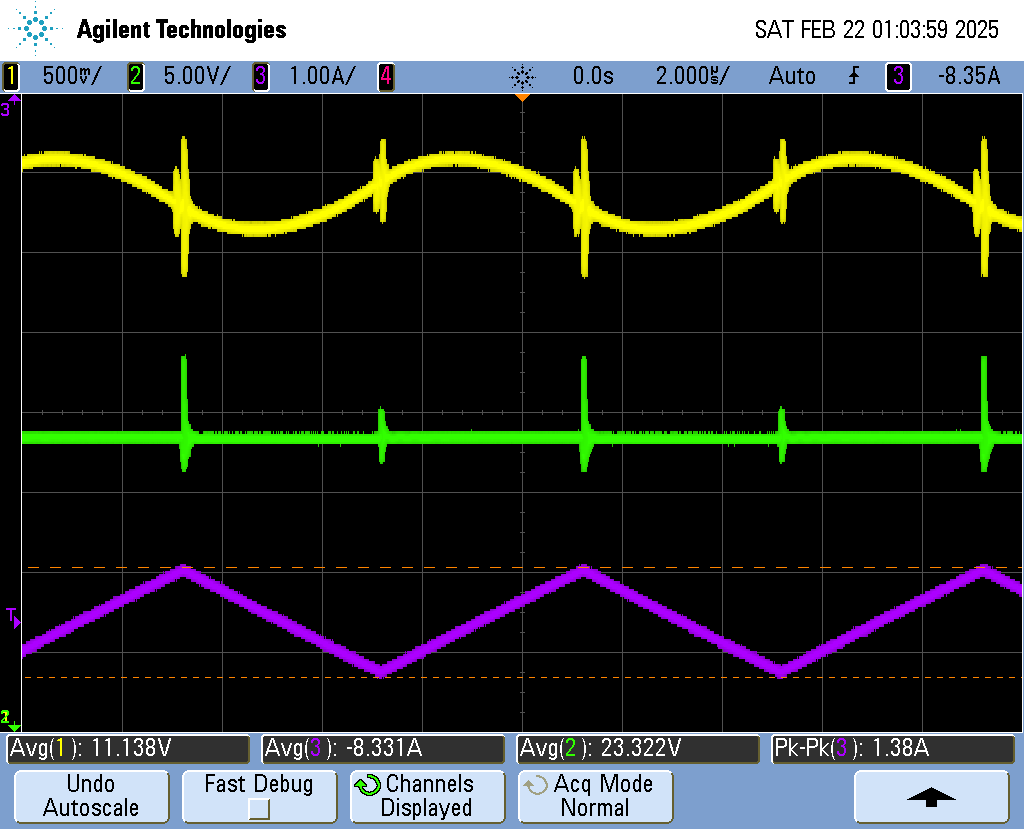 Agilent Technologies SAT FEB 22 01:03:59 2025
1 500mV/ 2 5.00V/ 3 1.00A/ 4 0.0s 2.000us/ Auto 3 -8.35A
3
T
2
Avg(1): 11.138V Avg(3): -8.331A Avg(2): 23.322V Pk-Pk(3): 1.38A
Undo Autoscale
Fast Debug
Channels Displayed
Acq Mode Normal